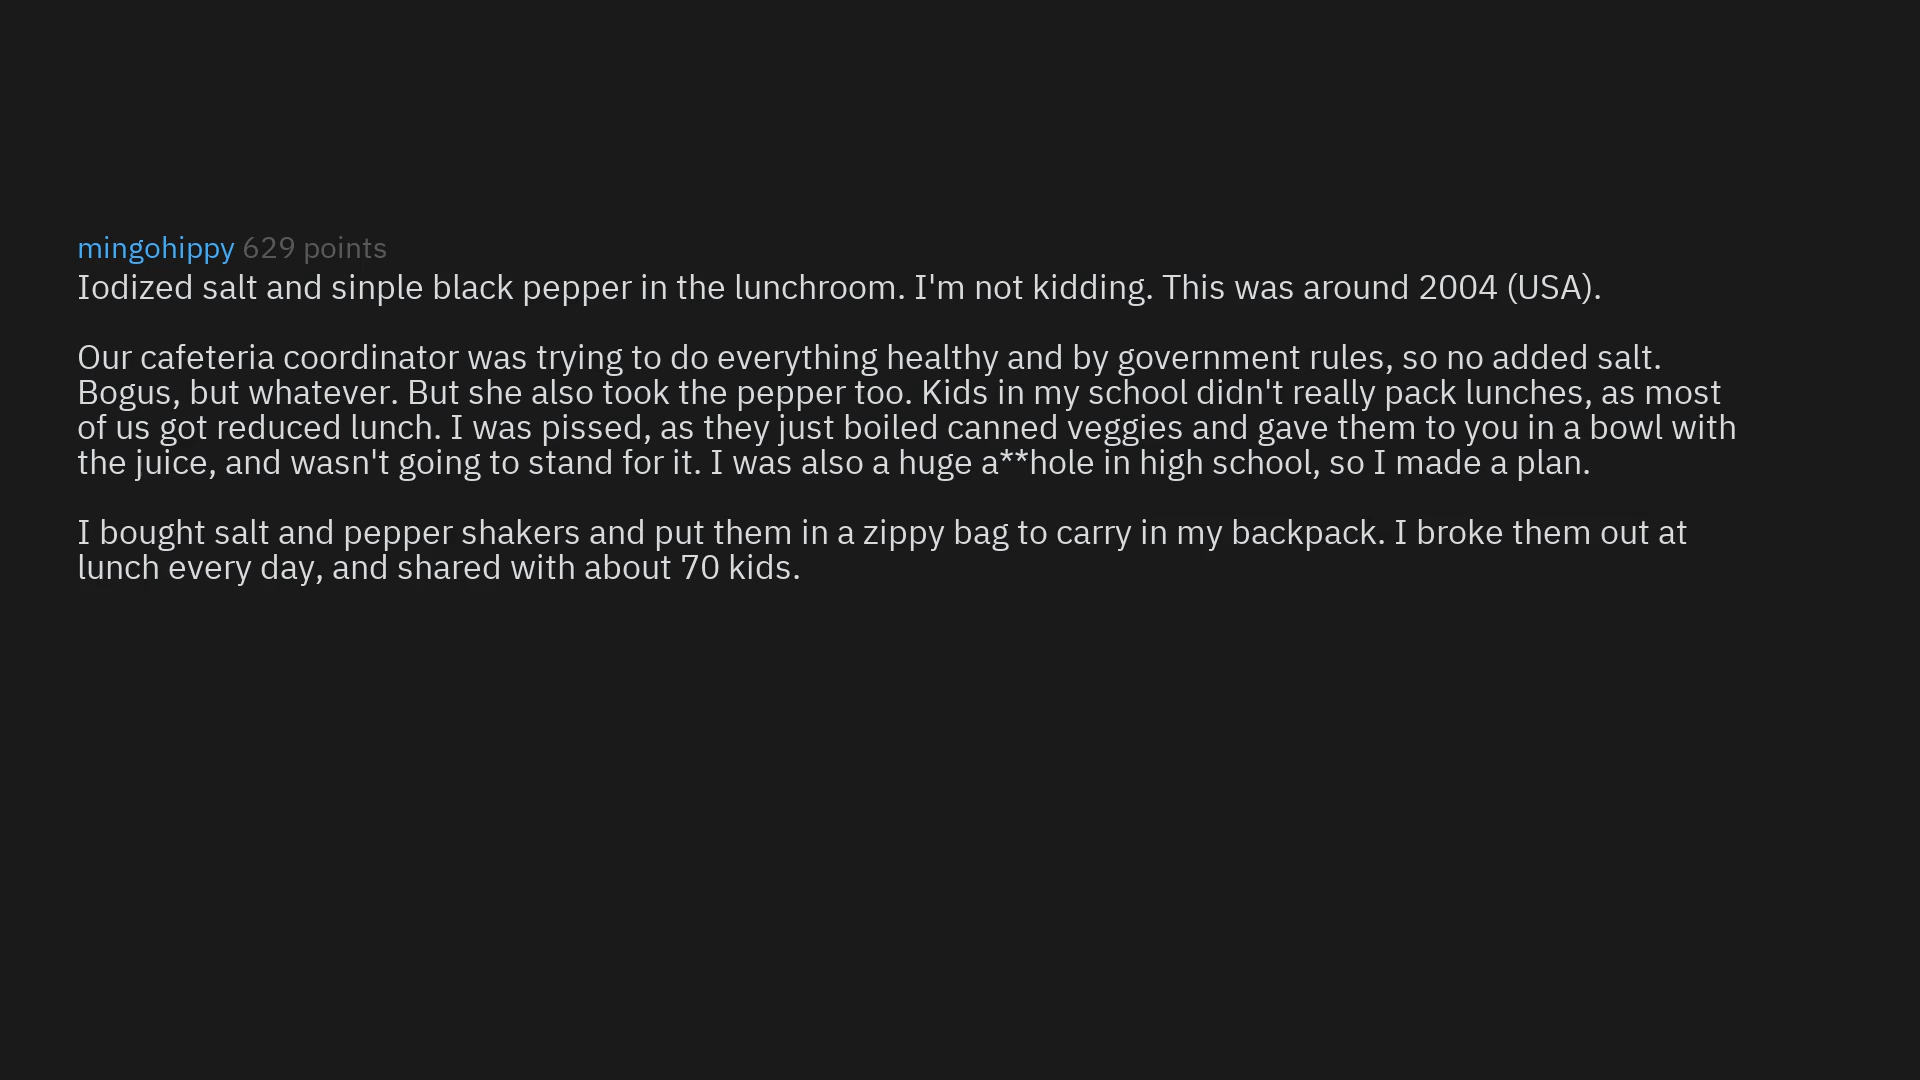 mingohippy 629 points
Iodized salt and sinple black pepper in the lunchroom. I'm not kidding. This was around 2004 (USA).
Our cafeteria coordinator was trying to do everything healthy and by government rules, so no added salt.
Bogus, but whatever. But she also took the pepper too. Kids in my school didn't really pack lunches, as most
of us got reduced lunch. I was pissed, as they just boiled canned veggies and gave them to you in a bowl with
the juice, and wasn't going to stand for it. I was also a huge a**hole in high school, so I made a plan.
I bought salt and pepper shakers and put them in a zippy bag to carry in my backpack. I broke them out at
lunch every day, and shared with about 70 kids.